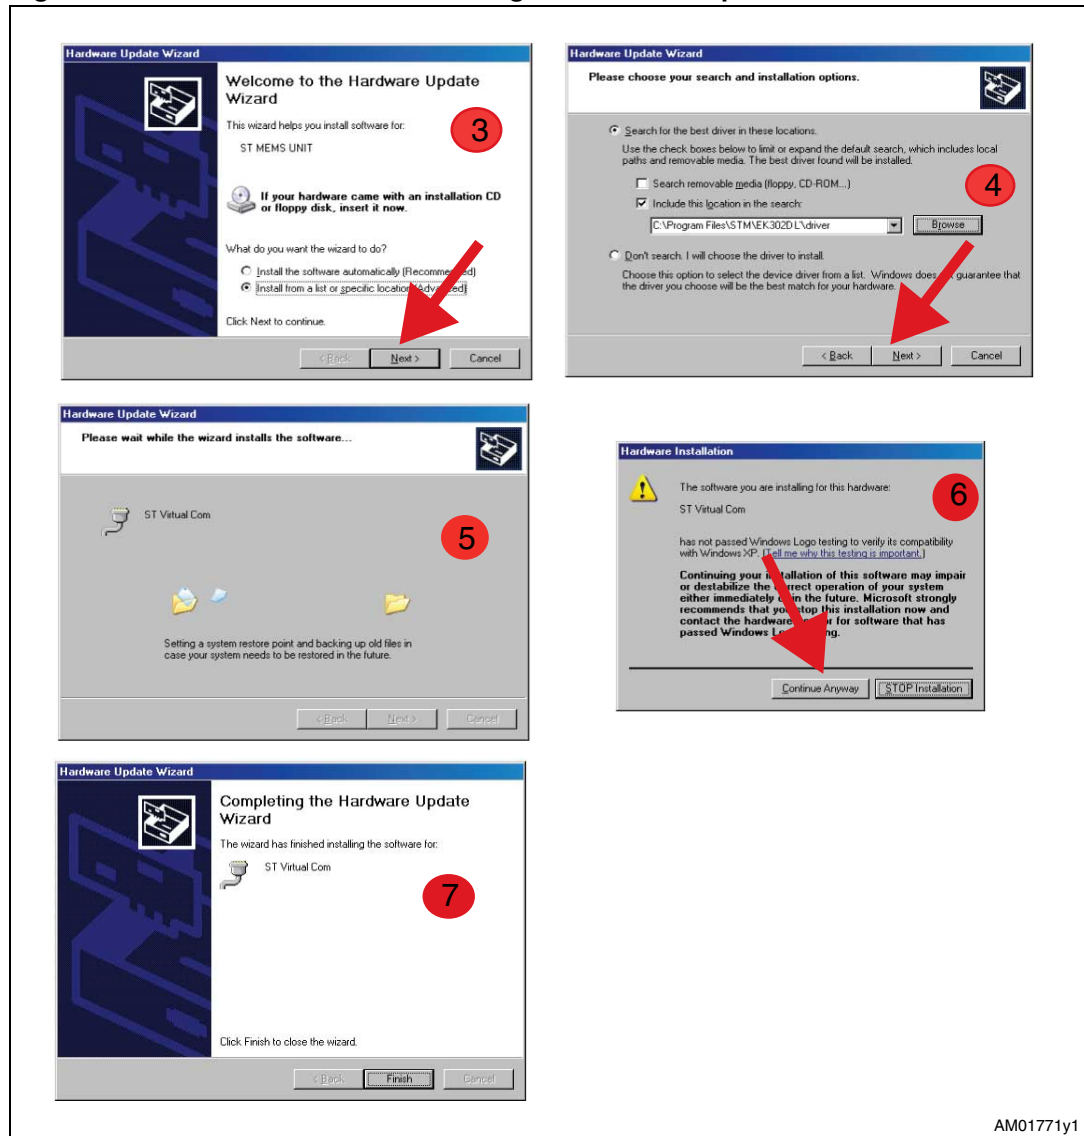 Hardware Update Wizard
Welcome to the Hardware Update
Wizard
This wizard helps you install software for:
3
ST MEMS UNIT
If your hardware came with an installation CD
or floppy disk, insert it now.
What do you want the wizard to do?
Install the software automatically (Recommended)
Install from a list or specific location (Advanced)
Click Next to continue.
< Back Next > Cancel
Hardware Update Wizard
Please choose your search and installation options.
Search for the best driver in these locations.
Use the check boxes below to limit or expand the default search, which includes local
paths and removable media. The best driver found will be installed.
Search removable media (floppy, CD-ROM...)
4
Include this location in the search:
C:\Program Files\STM\EK302DL\driver Browse
Don't search. I will choose the driver to install.
Choose this option to select the device driver from a list. Windows does guarantee that
the driver you choose will be the best match for your hardware.
< Back Next > Cancel
Hardware Update Wizard
Please wait while the wizard installs the software...
ST Virtual Com
5
Setting a system restore point and backing up old files in
case your system needs to be restored in the future.
< Back Next > Cancel
Hardware Installation
The software you are installing for this hardware:
6
ST Virtual Com
has not passed Windows Logo testing to verify its compatibility
with Windows XP. (Tell me why this testing is important.)
Continuing your installation of this software may impair
or destabilize the correct operation of your system
either immediately or in the future. Microsoft strongly
recommends that you stop this installation now and
contact the hardware vendor for software that has
passed Windows Logo testing.
Continue Anyway STOP Installation
Hardware Update Wizard
Completing the Hardware Update
Wizard
The wizard has finished installing the software for:
ST Virtual Com
7
Click Finish to close the wizard.
< Back Finish Cancel
AM01771y1